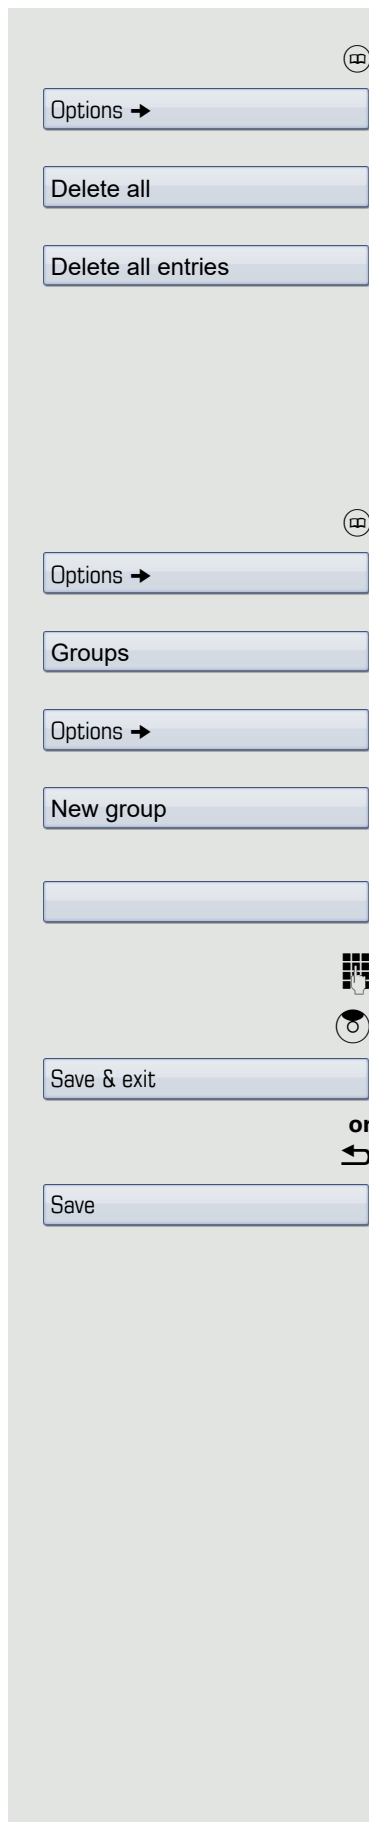 Options →
Delete all
Delete all entries
Options →
Groups
Options →
New group
Save & exit
or
Save